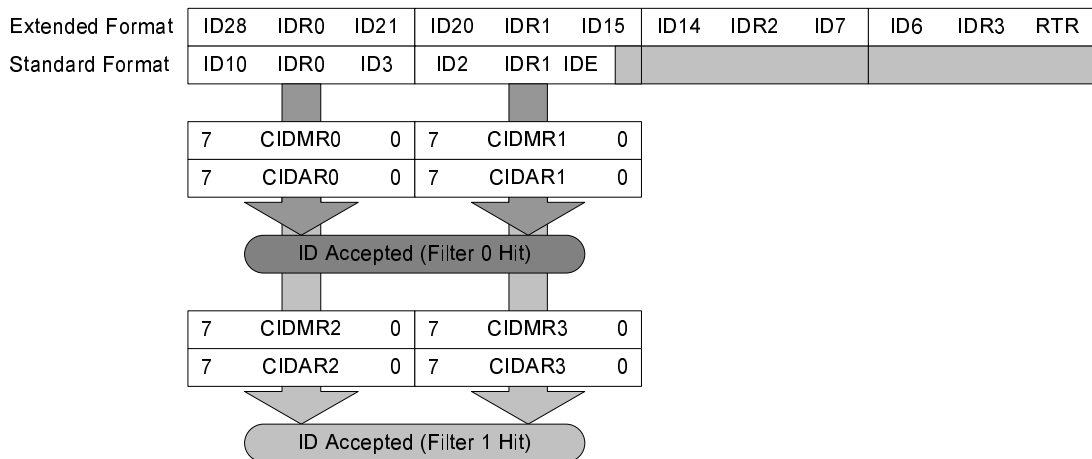 Extended Format ID28 IDR0 ID21 ID20 IDR1 ID15 ID14 IDR2 ID7 ID6 IDR3 RTR
Standard Format ID10 IDR0 ID3 ID2 IDR1 IDE
7 CIDMR0 0 7 CIDMR1 0
7 CIDAR0 0 7 CIDAR1 0
ID Accepted (Filter 0 Hit)
7 CIDMR2 0 7 CIDMR3 0
7 CIDAR2 0 7 CIDAR3 0
ID Accepted (Filter 1 Hit)